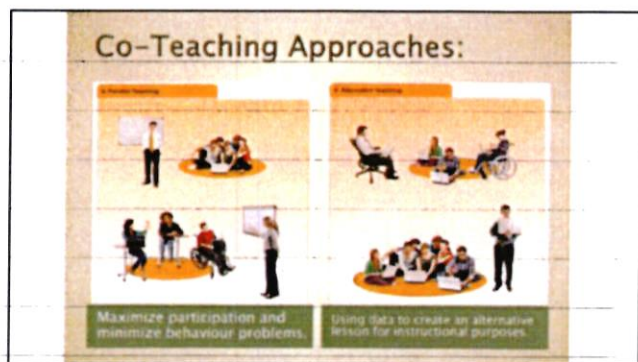 Co-Teaching Approaches:
Maximize participation and
minimize behaviour problems.
Using data to create an alternative
lesson for instructional purposes.